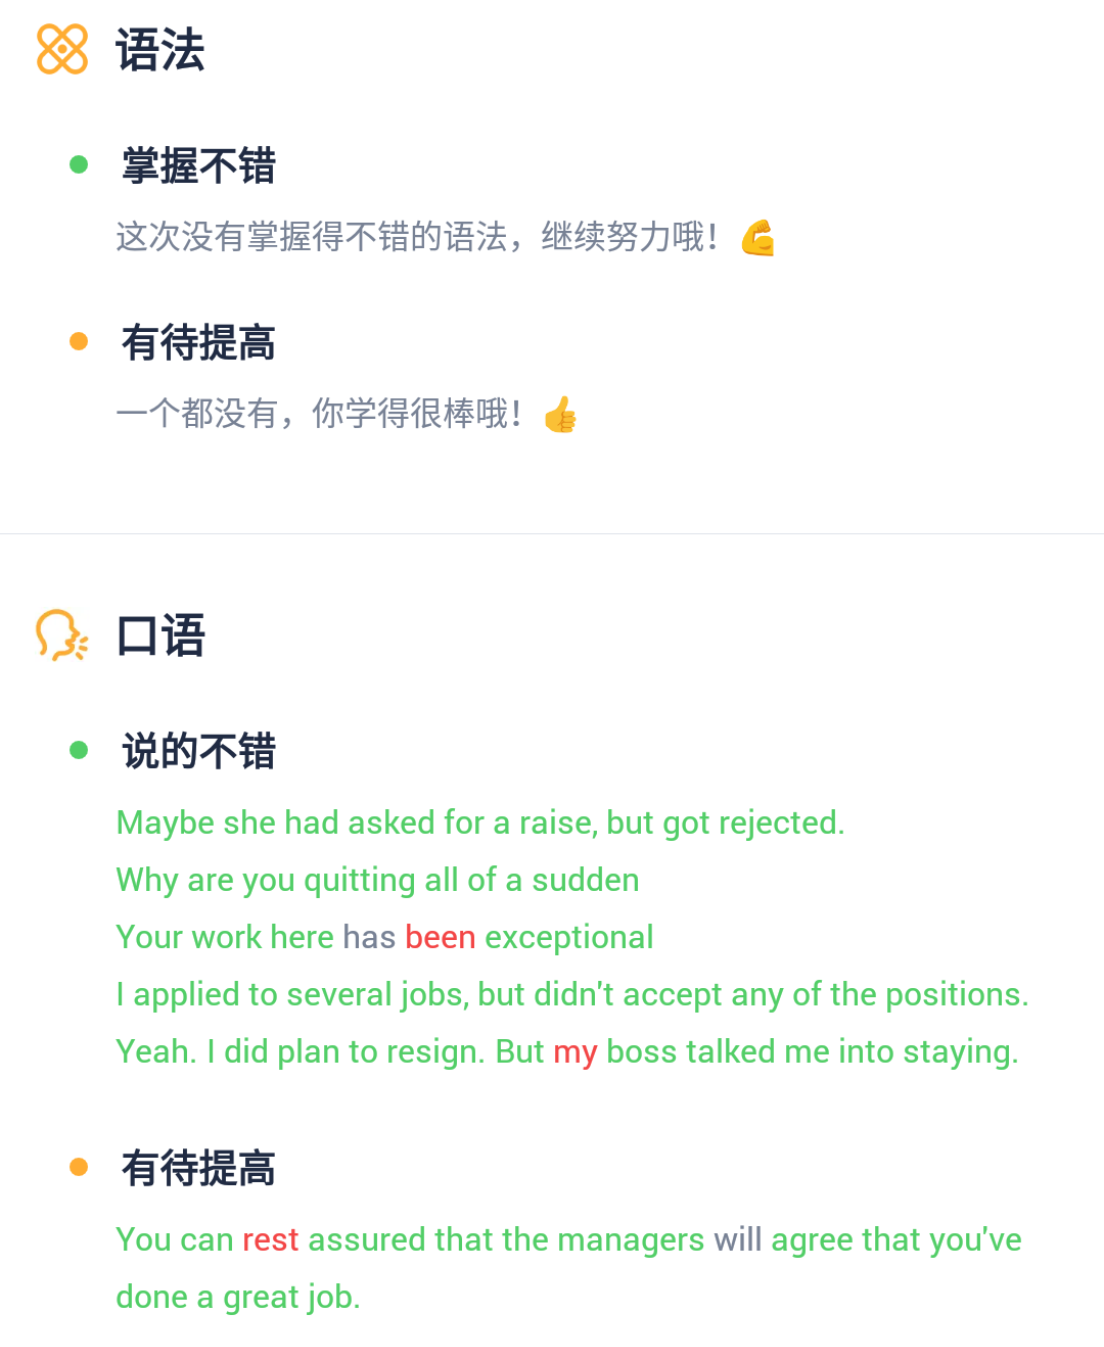 语法
掌握不错
这次没有掌握得不错的语法，继续努力哦！💪
有待提高
一个都没有，你学得很棒哦！👍
口语
说的不错
Maybe she had asked for a raise, but got rejected.
Why are you quitting all of a sudden
Your work here has been exceptional
I applied to several jobs, but didn't accept any of the positions.
Yeah. I did plan to resign. But my boss talked me into staying.
有待提高
You can rest assured that the managers will agree that you've
done a great job.